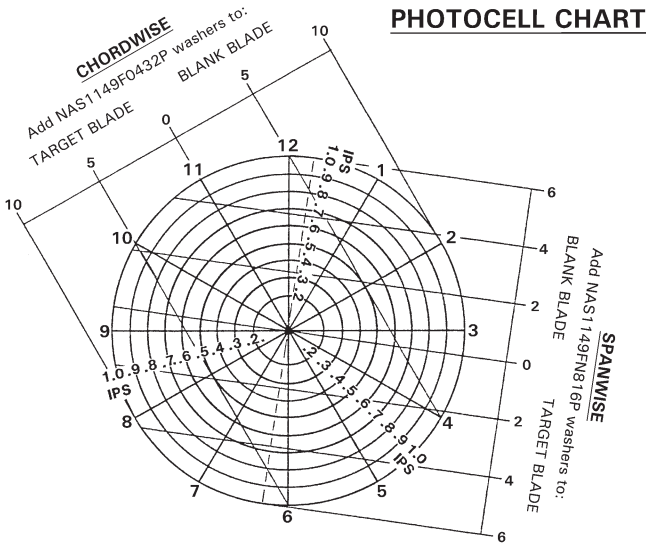 PHOTOCELL CHART
CHORDWISE
Add NAS1149F0432P washers to:
TARGET BLADE BLANK BLADE
10 5 0 5 10
12
1
2
3
4
5
6
7
8
9
10
11
IPS
1.0 .9 .8 .7 .6 .5 .4 .3 .2
1.0 .9 .8 .7 .6 .5 .4 .3 .2
IPS
.2 .3 .4 .5 .6 .7 .8 .9 1.0
IPS
6
4
2
0
2
4
6
SPANWISE
Add NAS1149FN816P washers to:
BLANK BLADE TARGET BLADE